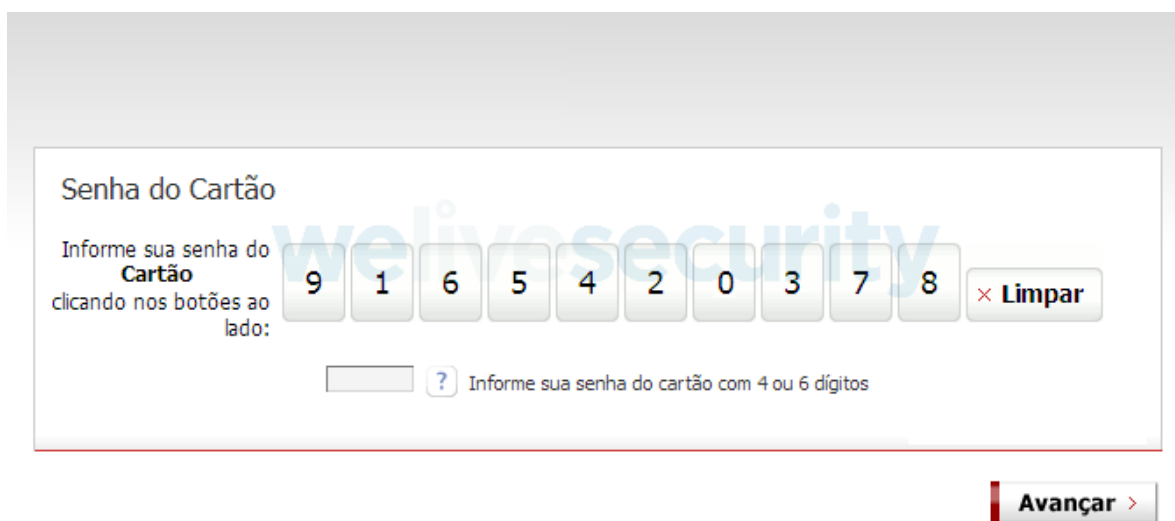 Senha do Cartão
welivesecurity
Informe sua senha do
Cartão
clicando nos botões ao
lado:
9 1 6 5 4 2 0 3 7 8 × Limpar
? Informe sua senha do cartão com 4 ou 6 dígitos
Avançar >